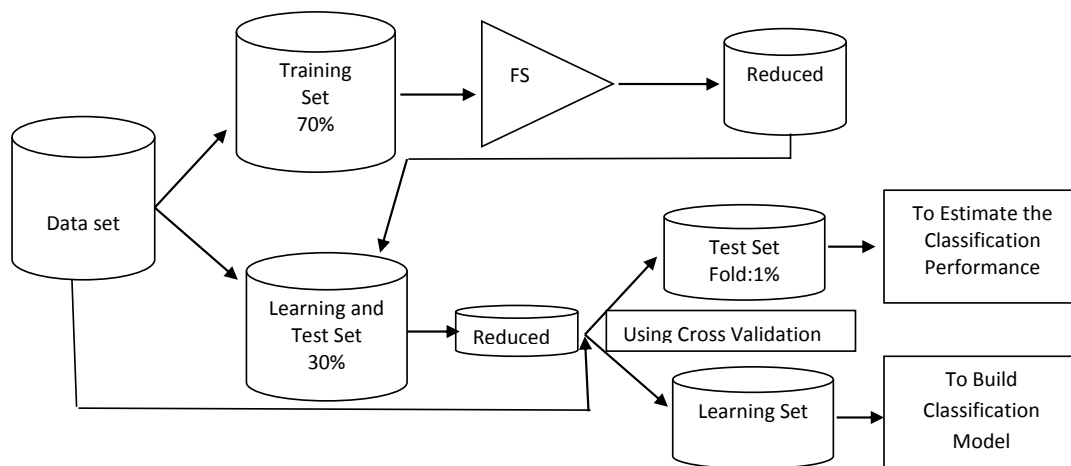 Training
Set
70%
FS
Reduced
Data set
Learning and
Test Set
30%
Reduced
Test Set
Fold:1%
To Estimate the
Classification
Performance
Using Cross Validation
Learning Set
To Build
Classification
Model